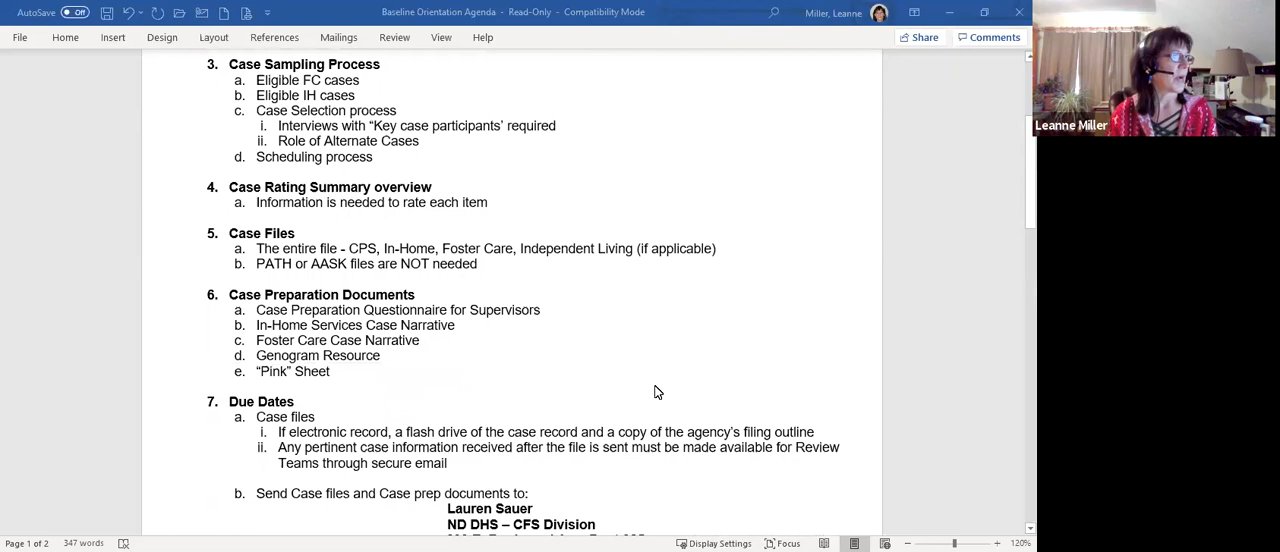 AutoSave Off Baseline Orientation Agenda - Read-Only - Compatibility Mode Miller, Leanne
File Home Insert Design Layout References Mailings Review View Help Share Comments
3. Case Sampling Process
a. Eligible FC cases
b. Eligible IH cases
c. Case Selection process
i. Interviews with “Key case participants’ required
ii. Role of Alternate Cases
d. Scheduling process
4. Case Rating Summary overview
a. Information is needed to rate each item
5. Case Files
a. The entire file - CPS, In-Home, Foster Care, Independent Living (if applicable)
b. PATH or AASK files are NOT needed
6. Case Preparation Documents
a. Case Preparation Questionnaire for Supervisors
b. In-Home Services Case Narrative
c. Foster Care Case Narrative
d. Genogram Resource
e. “Pink” Sheet
7. Due Dates
a. Case files
i. If electronic record, a flash drive of the case record and a copy of the agency’s filing outline
ii. Any pertinent case information received after the file is sent must be made available for Review
Teams through secure email
b. Send Case files and Case prep documents to:
Lauren Sauer
ND DHS – CFS Division
Page 1 of 2 347 words Display Settings Focus 120%
Leanne Miller